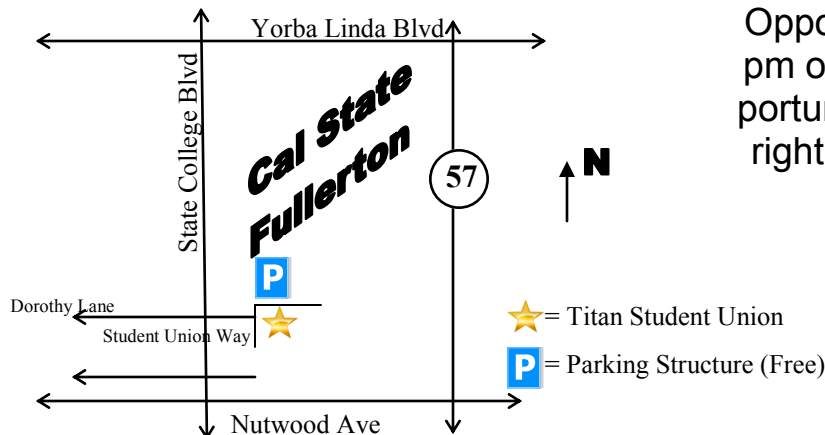 Yorba Linda Blvd
State College Blvd
Cal State
Fullerton
57
N
P
Dorothy Lane
Student Union Way
Nutwood Ave
= Titan Student Union
P = Parking Structure (Free)
Oppo
pm o
portu
right